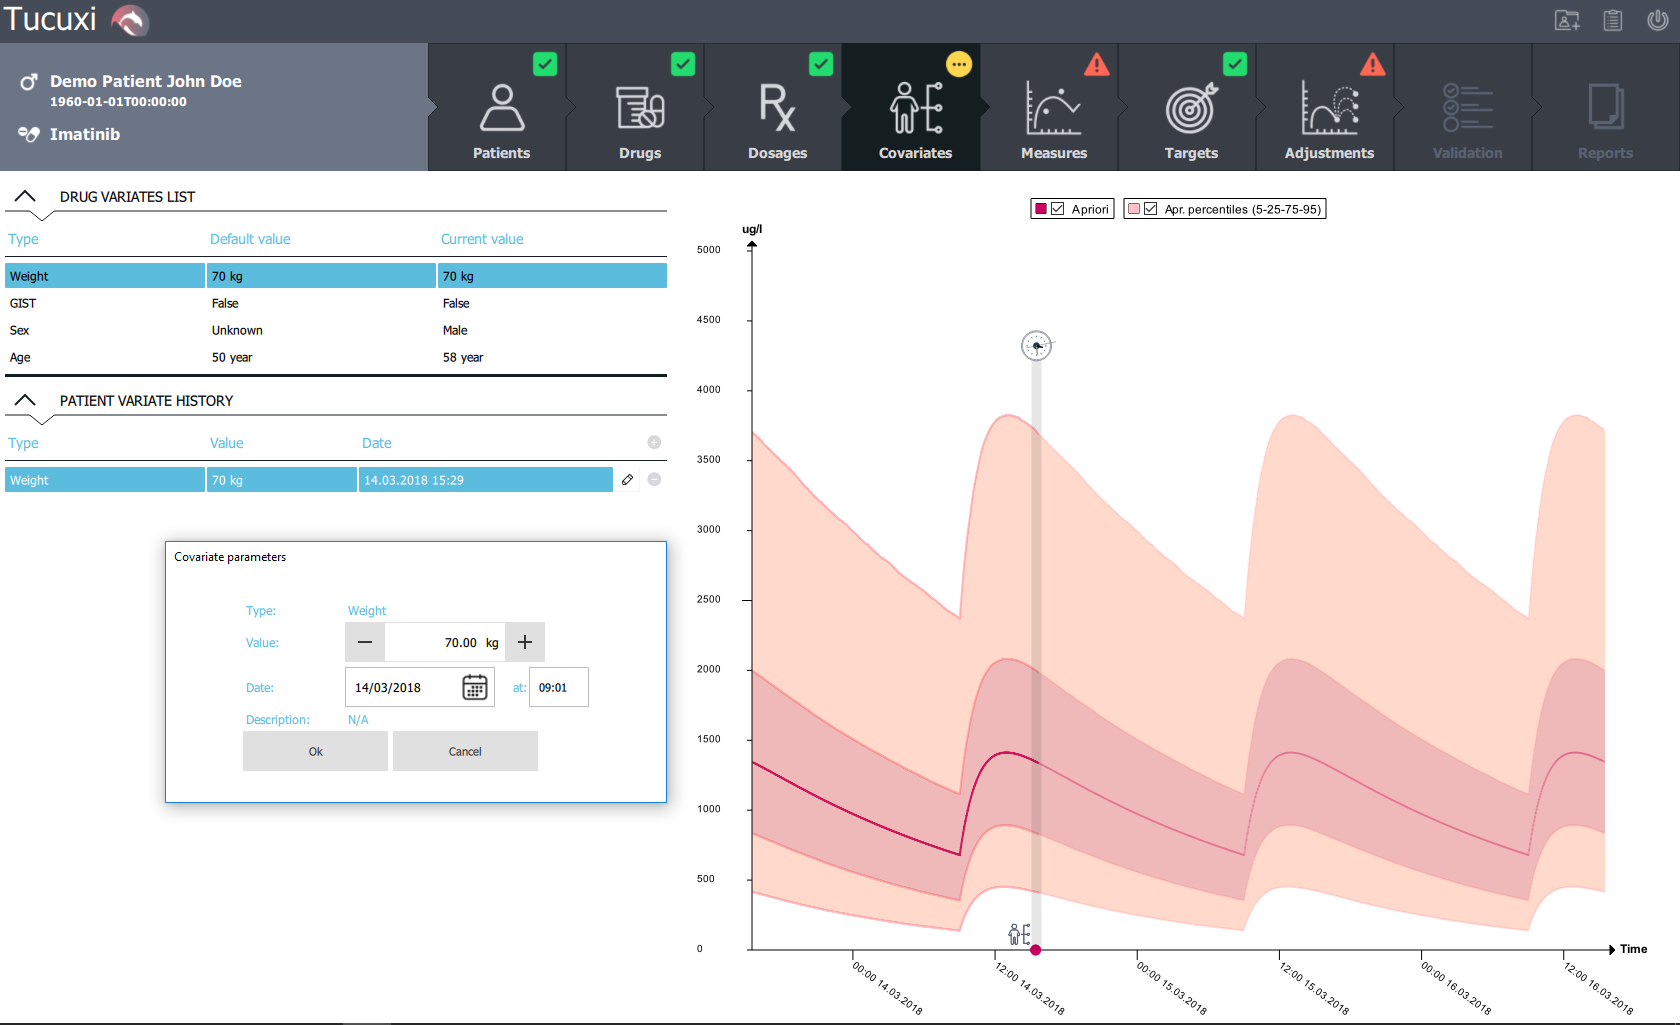 Tucuxi
Demo Patient John Doe
1960-01-01T00:00:00
Imatinib
Patients
Drugs
Rx
Dosages
Covariates
Measures
Targets
Adjustments
Validation
Reports
DRUG VARIATES LIST
Type Default value Current value
Weight 70 kg 70 kg
GIST False False
Sex Unknown Male
Age 50 year 58 year
PATIENT VARIATE HISTORY
Type Value Date
Weight 70 kg 14.03.2018 15:29
Covariate parameters
Type: Weight
Value: − 70.00 kg +
Date: 14/03/2018 at: 09:01
Description: N/A
Ok Cancel
Apriori Apr. percentiles (5-25-75-95)
ug/l
5000
4500
4000
3500
3000
2500
2000
1500
1000
500
0
Time
00:00 14.03.2018
12:00 14.03.2018
00:00 15.03.2018
12:00 15.03.2018
00:00 16.03.2018
12:00 16.03.2018